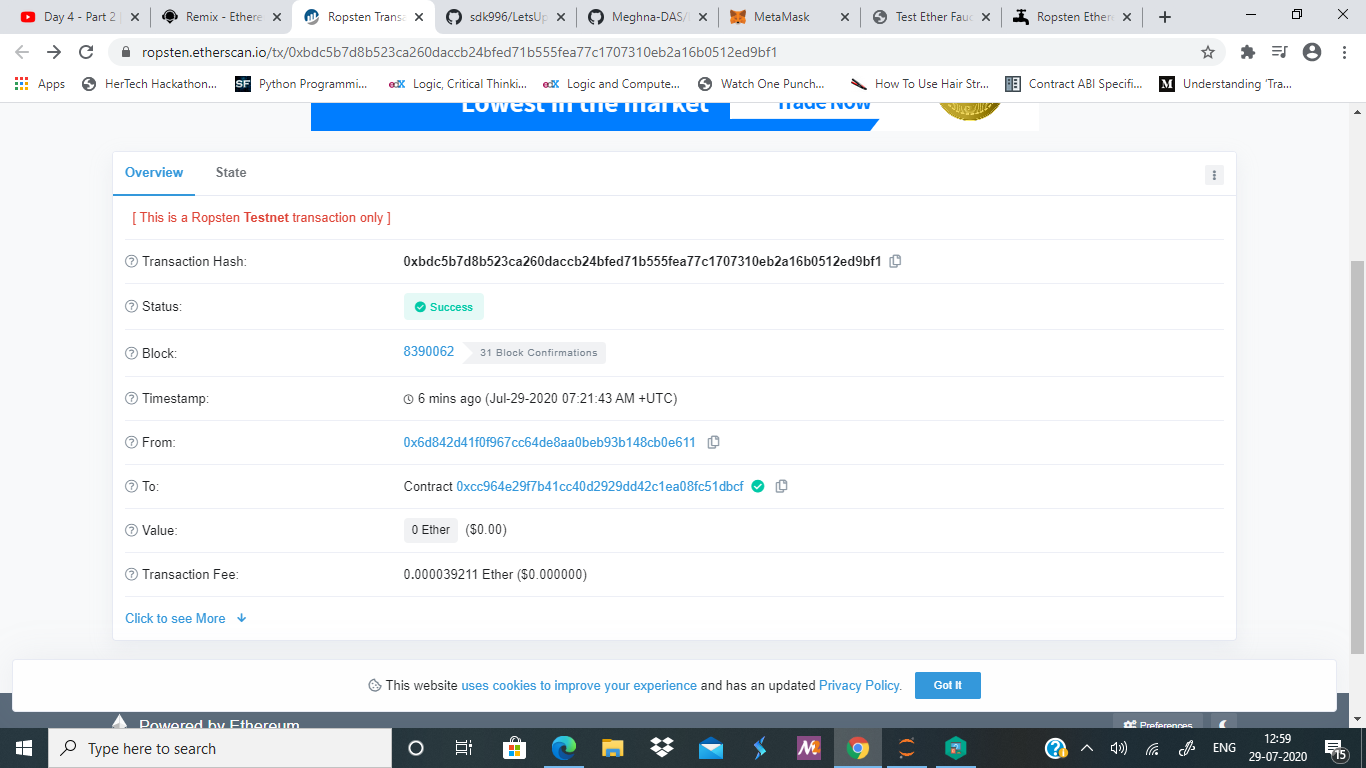 Day 4 - Part 2
Remix - Ethere
Ropsten Transa
sdk996/LetsUp
Meghna-DAS/
MetaMask
Test Ether Fauc
Ropsten Ethere
ropsten.etherscan.io/tx/0xbdc5b7d8b523ca260daccb24bfed71b555fea77c1707310eb2a16b0512ed9bf1
Apps
HerTech Hackathon...
SF Python Programmi...
edX Logic, Critical Thinki...
edX Logic and Compute...
Watch One Punch...
How To Use Hair Str...
Contract ABI Specifi...
M Understanding 'Tra...
Lowest in the market
Trade Now
Overview State
[ This is a Ropsten Testnet transaction only ]
Transaction Hash: 0xbdc5b7d8b523ca260daccb24bfed71b555fea77c1707310eb2a16b0512ed9bf1
Status: Success
Block: 8390062 31 Block Confirmations
Timestamp: 6 mins ago (Jul-29-2020 07:21:43 AM +UTC)
From: 0x6d842d41f0f967cc64de8aa0beb93b148cb0e611
To: Contract 0xcc964e29f7b41cc40d2929dd42c1ea08fc51dbcf
Value: 0 Ether ($0.00)
Transaction Fee: 0.000039211 Ether ($0.000000)
Click to see More
This website uses cookies to improve your experience and has an updated Privacy Policy. Got It
Powered by Ethereum
Preferences
Type here to search
ENG
12:59
29-07-2020
15